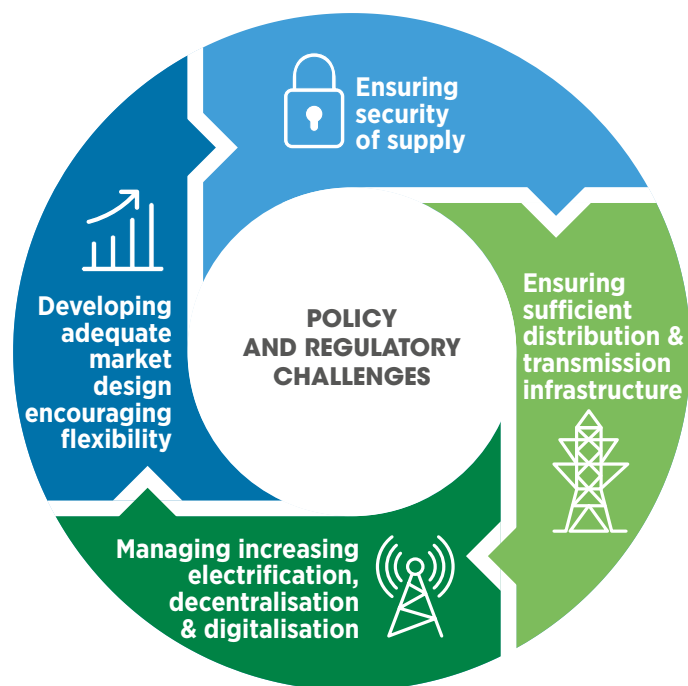 Ensuring
security
of supply
Ensuring
sufficient
distribution &
transmission
infrastructure
Managing increasing
electrification,
decentralisation
& digitalisation
Developing
adequate
market
design
encouraging
flexibility
POLICY
AND REGULATORY
CHALLENGES